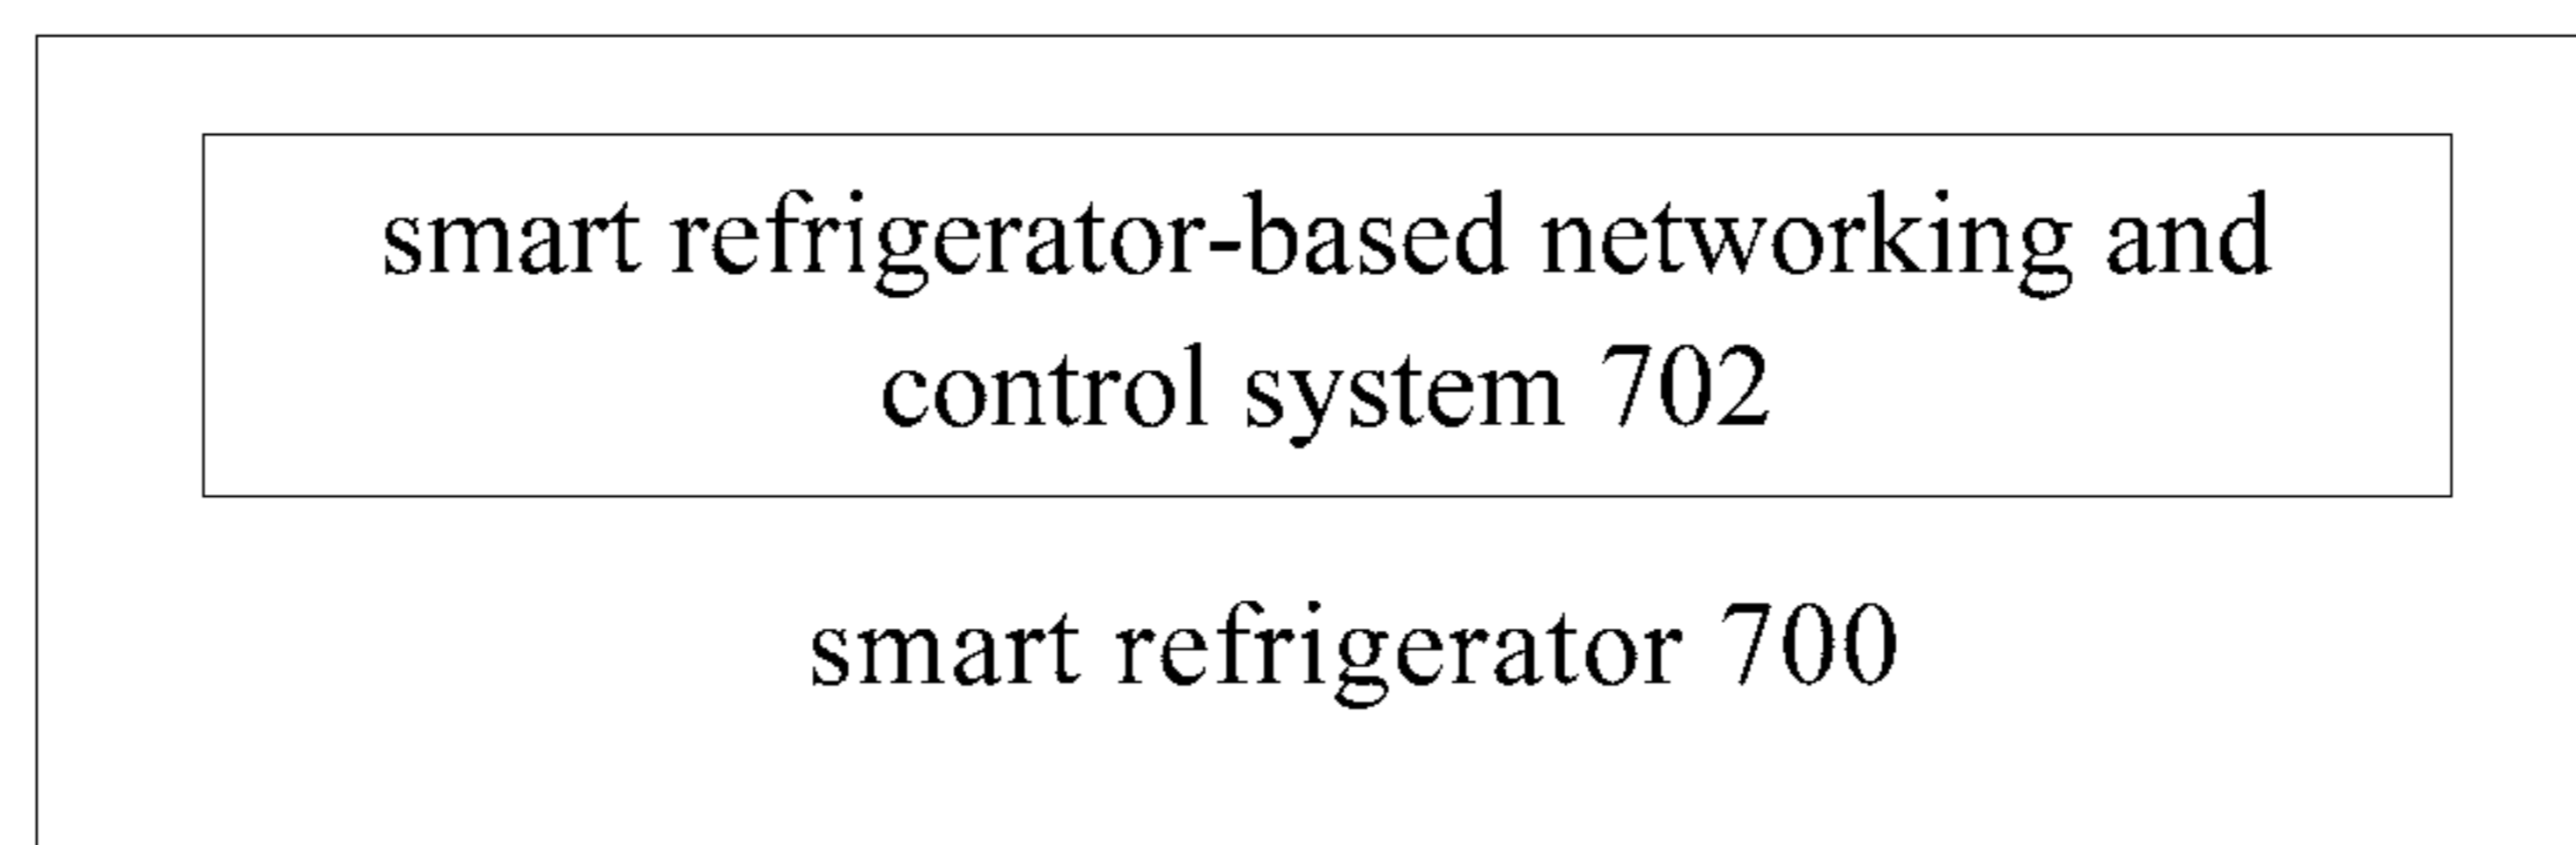 smart refrigerator-based networking and
control system 702
smart refrigerator 700